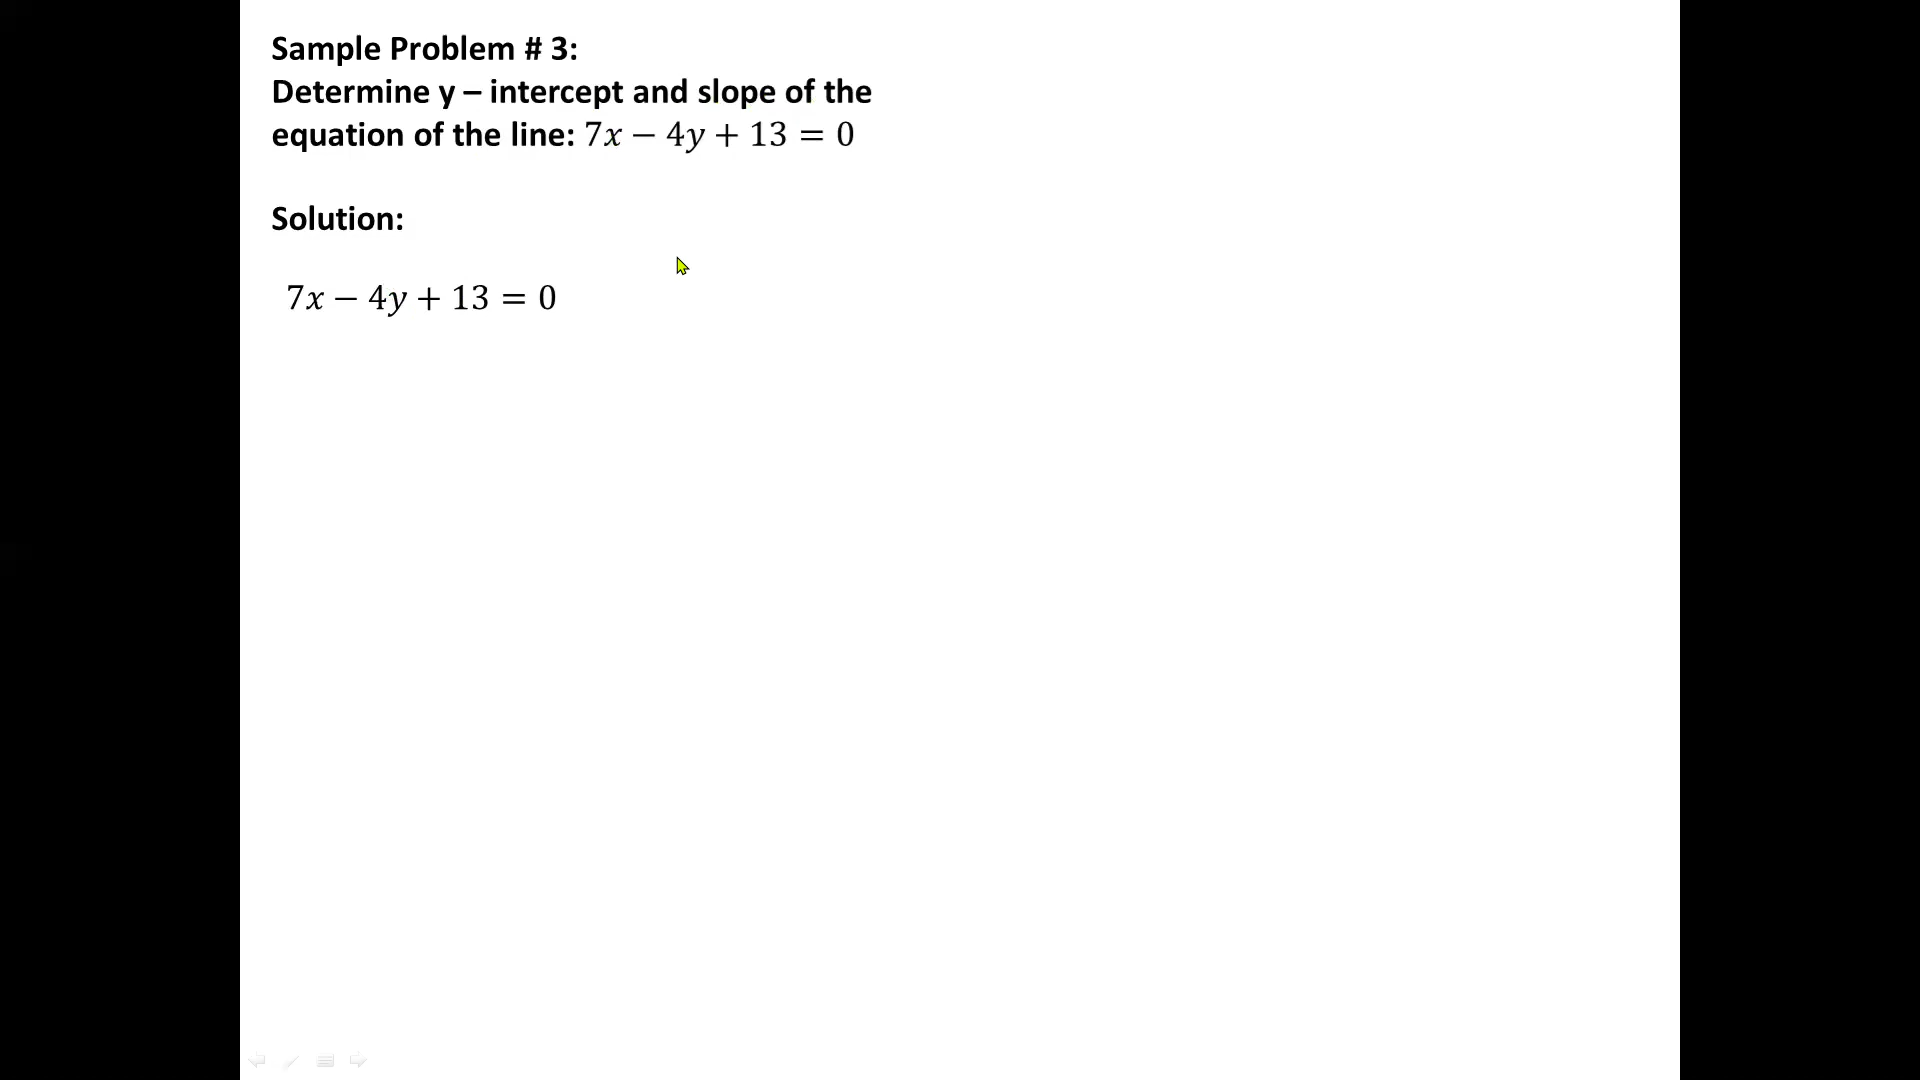 Sample Problem # 3:
Determine y – intercept and slope of the
equation of the line: 7x − 4y + 13 = 0
Solution:
7x − 4y + 13 = 0